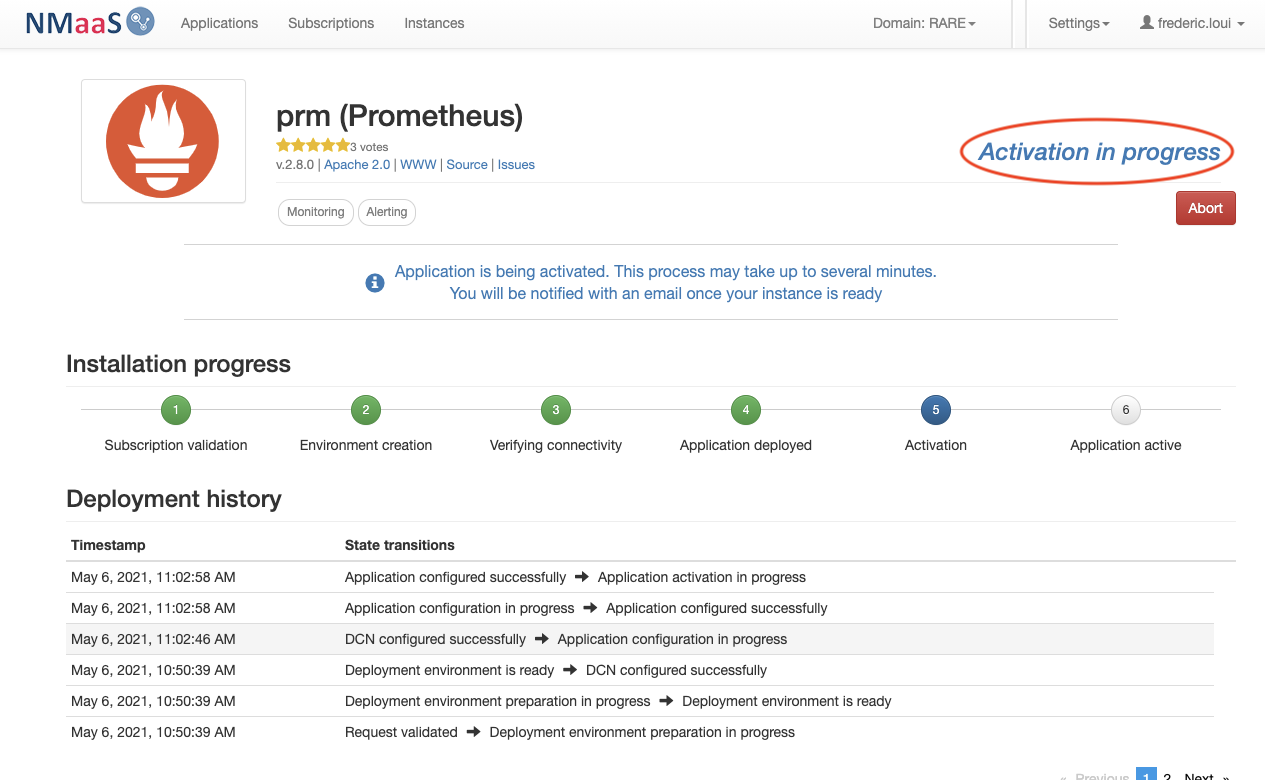 NMaaS Applications Subscriptions Instances Domain: RARE Settings frederic.loui
prm (Prometheus)
3 votes
v.2.8.0 | Apache 2.0 | WWW | Source | Issues
Activation in progress
Monitoring Alerting
Abort
Application is being activated. This process may take up to several minutes.
You will be notified with an email once your instance is ready
Installation progress
1 2 3 4 5 6
Subscription validation Environment creation Verifying connectivity Application deployed Activation Application active
Deployment history
Timestamp State transitions
May 6, 2021, 11:02:58 AM Application configured successfully → Application activation in progress
May 6, 2021, 11:02:58 AM Application configuration in progress → Application configured successfully
May 6, 2021, 11:02:46 AM DCN configured successfully → Application configuration in progress
May 6, 2021, 10:50:39 AM Deployment environment is ready → DCN configured successfully
May 6, 2021, 10:50:39 AM Deployment environment preparation in progress → Deployment environment is ready
May 6, 2021, 10:50:39 AM Request validated → Deployment environment preparation in progress
« Previous 1 2 Next »